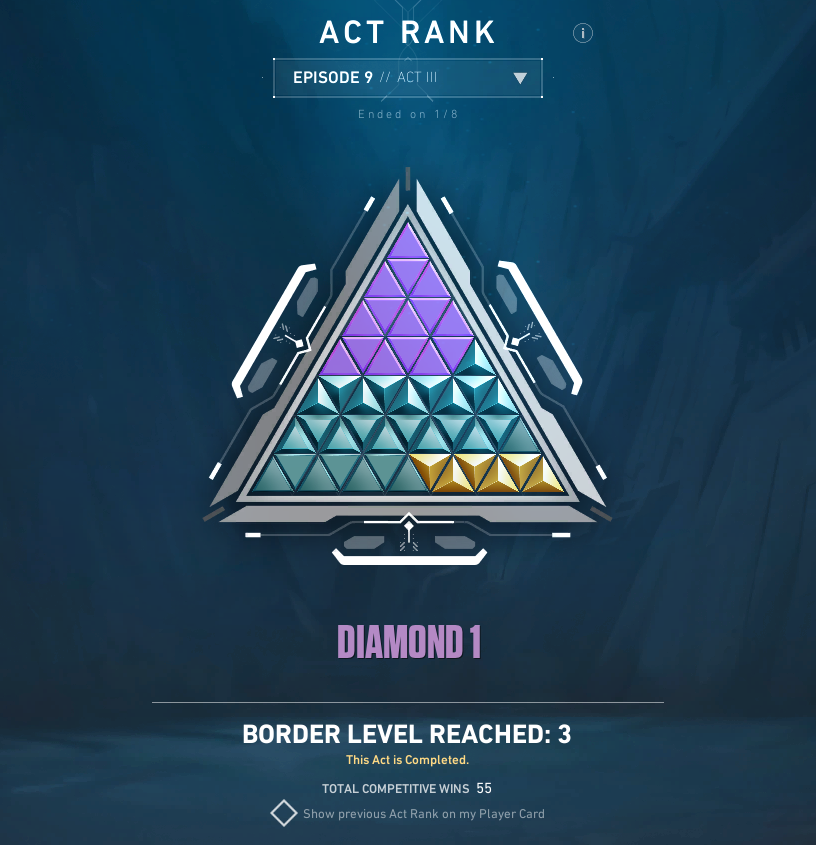 ACT RANK
i
EPISODE 9 // ACT III
Ended on 1/8
DIAMOND 1
BORDER LEVEL REACHED: 3
This Act is Completed.
TOTAL COMPETITIVE WINS 55
Show previous Act Rank on my Player Card